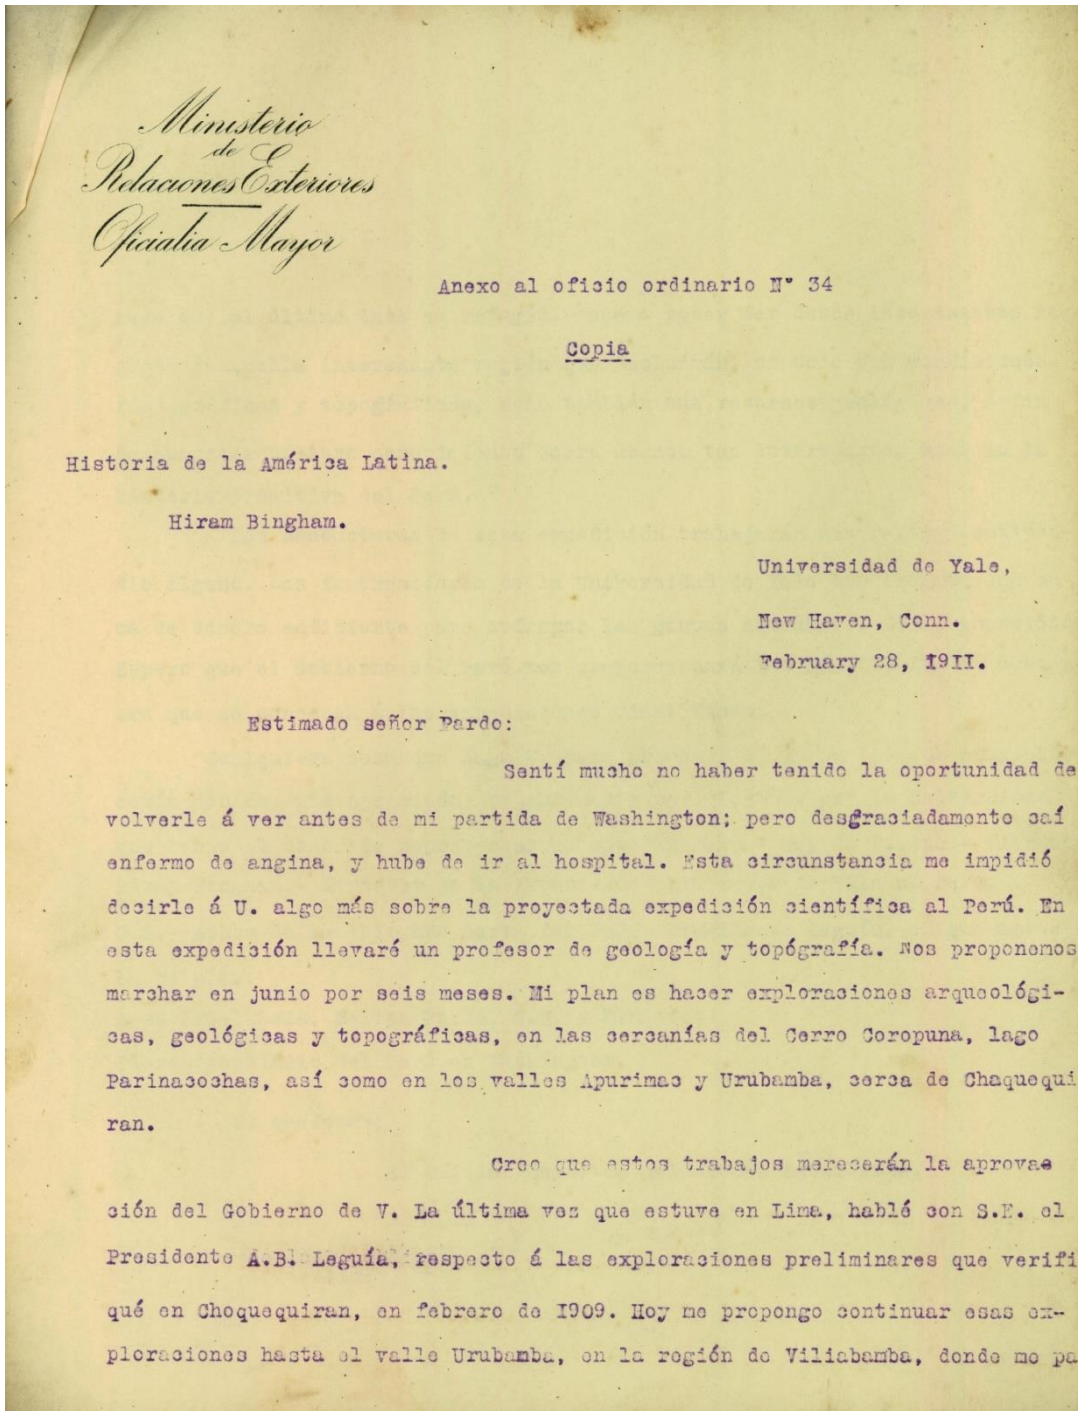 Ministerio
de
Relaciones Exteriores
Oficialia Mayor
Anexo al oficio ordinario N° 34
Copia
Historia de la América Latina.
Hiram Bingham.
Universidad de Yale,
New Haven, Conn.
February 28, I9II.
Estimado señor Pardo:
Sentí mucho no haber tenido la oportunidad de
volverle á ver antes de mi partida de Washington; pero desgraciadamente caí
enfermo de angina, y hube de ir al hospital. Esta circunstancia me impidió
decirle á U. algo más sobre la proyectada expedición científica al Perú. En
esta expedición llevaré un profesor de geología y topógrafía. Nos proponemos
marchar en junio por seis meses. Mi plan es hacer exploraciones arqueológi-
cas, geológicas y topográficas, en las cercanías del Cerro Coropuna, lago
Parinacochas, así como en los valles Apurimac y Urubamba, cerca de Chaquequi
ran.
Creo que estos trabajos merecerán la aprovae
ción del Gobierno de V. La última vez que estuve en Lima, hablé con S.E. el
Presidente A.B. Leguía, respecto á las exploraciones preliminares que verifi
qué en Choquequiran, en febrero de I909. Hoy me propongo continuar esas ex-
ploraciones hasta el valle Urubamba, en la región de Viliabamba, donde me pa